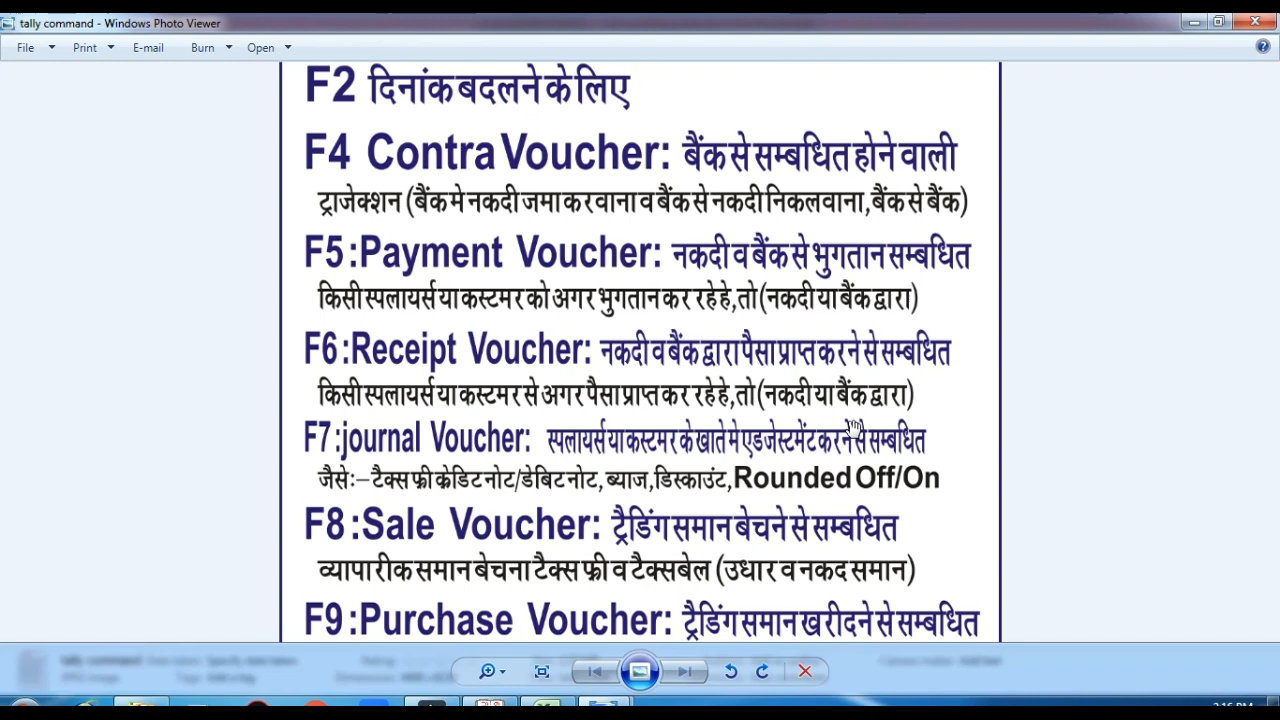 tally command - Windows Photo Viewer
File Print E-mail Burn Open
F2 दिनांक बदलने के लिए
F4 Contra Voucher: बैंक से सम्बधित होने वाली
ट्राजेक्शन (बैंक मे नकदी जमा करवाना व बैंक से नकदी निकलवाना, बैंक से बैंक)
F5:Payment Voucher: नकदी व बैंक से भुगतान सम्बधित
किसी स्पलायर्स या कस्टमर को अगर भुगतान कर रहे हे, तो (नकदी या बैंक द्वारा)
F6:Receipt Voucher: नकदी व बैंक द्वारा पैसा प्राप्त करने से सम्बधित
किसी स्पलायर्स या कस्टमर से अगर पैसा प्राप्त कर रहे हे, तो (नकदी या बैंक द्वारा)
F7:journal Voucher: स्पलायर्स या कस्टमर के खाते मे एडजेस्टमेंट करने से सम्बधित
जैसेः– टैक्स फ्री क्रेडिट नोट/डेबिट नोट, ब्याज, डिस्काउंट, Rounded Off/On
F8:Sale Voucher: ट्रैडिंग समान बेचने से सम्बधित
व्यापारीक समान बेचना टैक्स फ्री व टैक्सबेल (उधार व नकद समान)
F9:Purchase Voucher: ट्रैडिंग समान खरीदने से सम्बधित